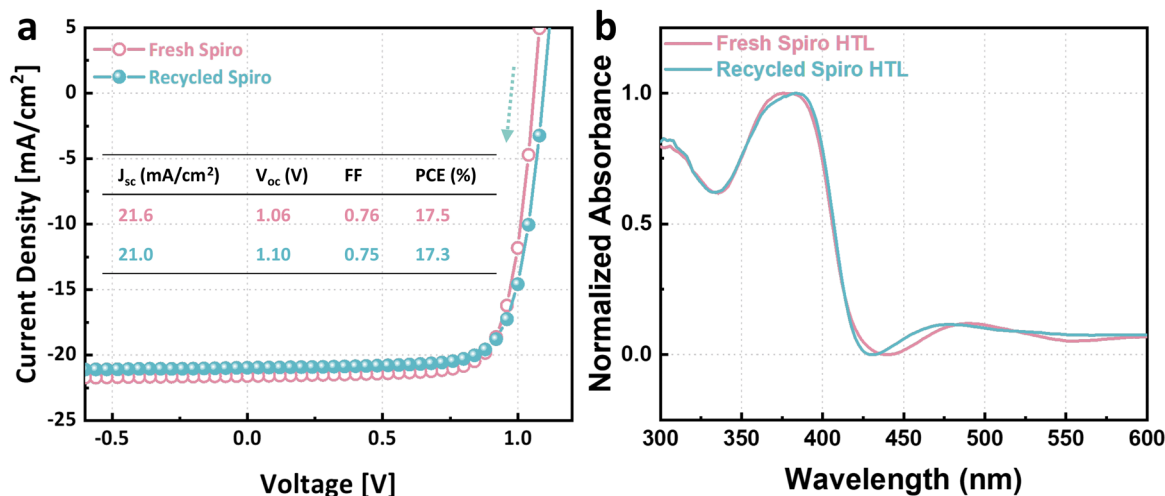 a
Fresh Spiro
Recycled Spiro
5
0
-5
-10
-15
-20
-25
Current Density [mA/cm²]
Jsc (mA/cm²) Voc (V) FF PCE (%)
21.6 1.06 0.76 17.5
21.0 1.10 0.75 17.3
-0.5 0.0 0.5 1.0
Voltage [V]
b
Fresh Spiro HTL
Recycled Spiro HTL
1.0
0.5
0.0
Normalized Absorbance
300 350 400 450 500 550 600
Wavelength (nm)